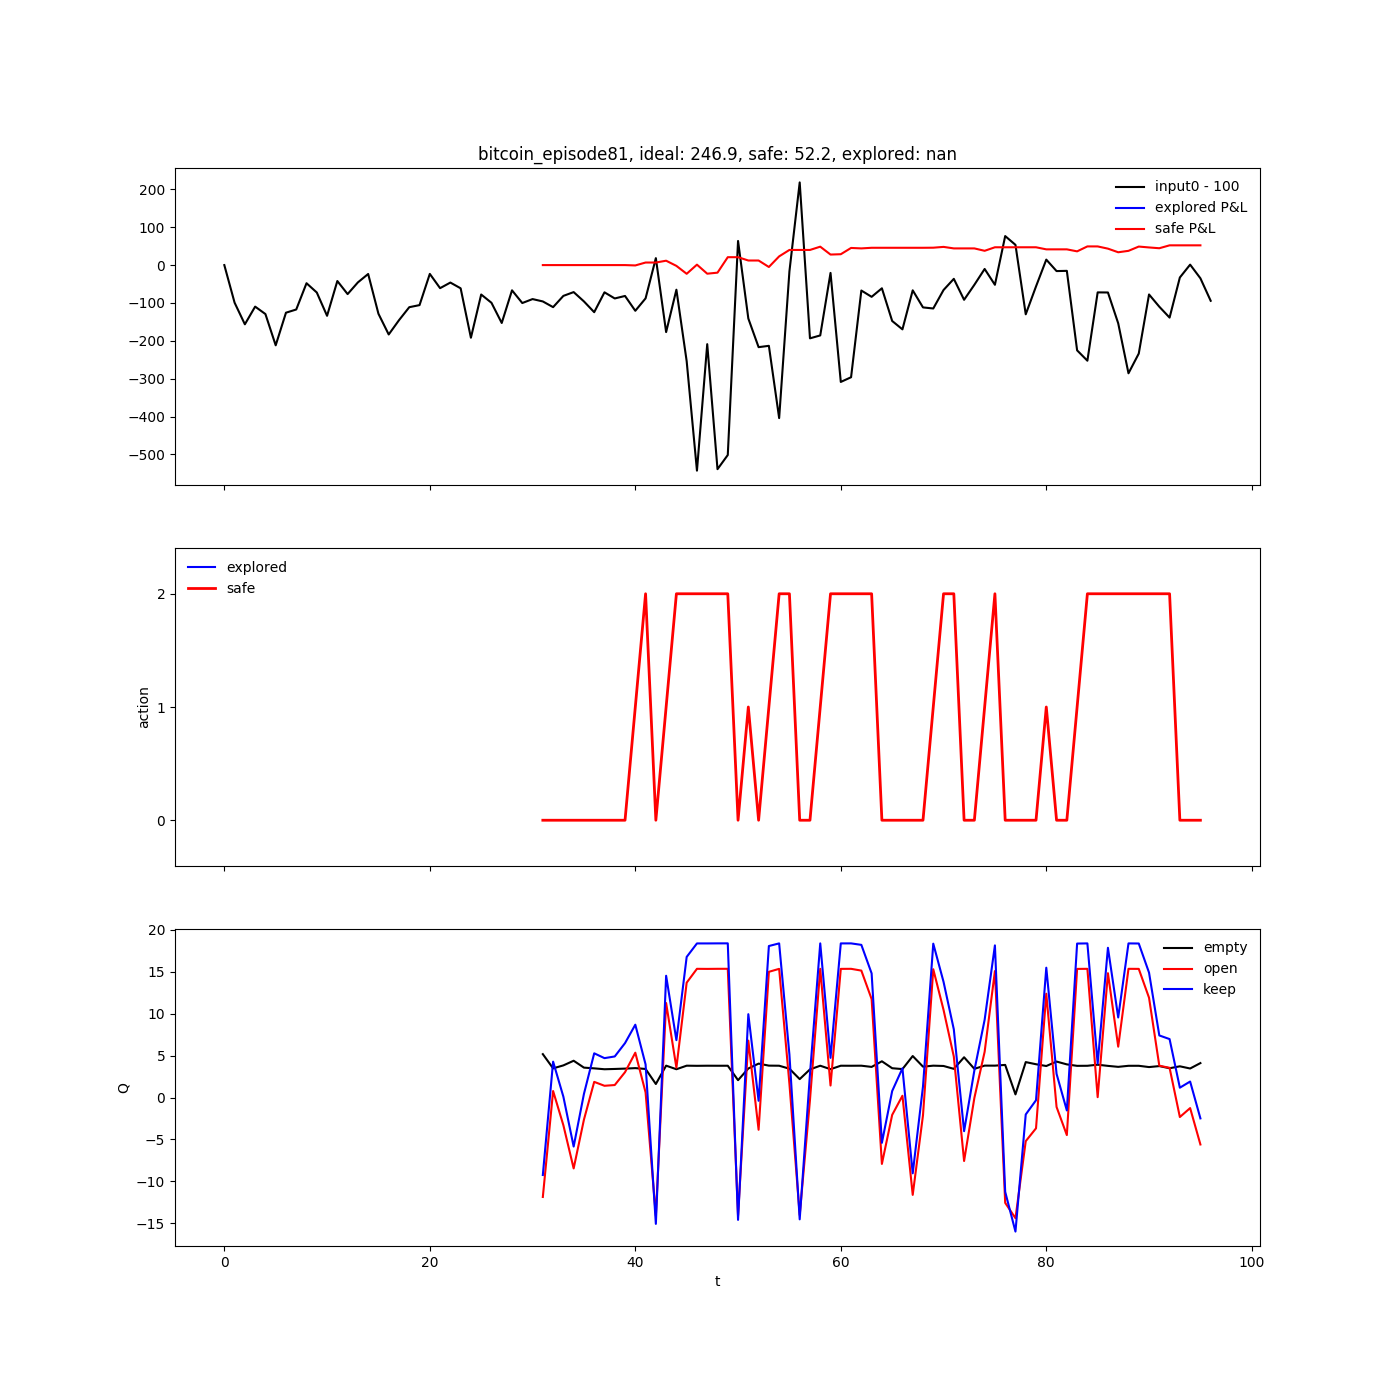 bitcoin_episode81, ideal: 246.9, safe: 52.2, explored: nan
200
100
0
−100
−200
−300
−400
−500
input0 - 100
explored P&L
safe P&L
explored
safe
2
1
0
action
20
15
10
5
0
−5
−10
−15
Q
empty
open
keep
0 20 40 60 80 100
t